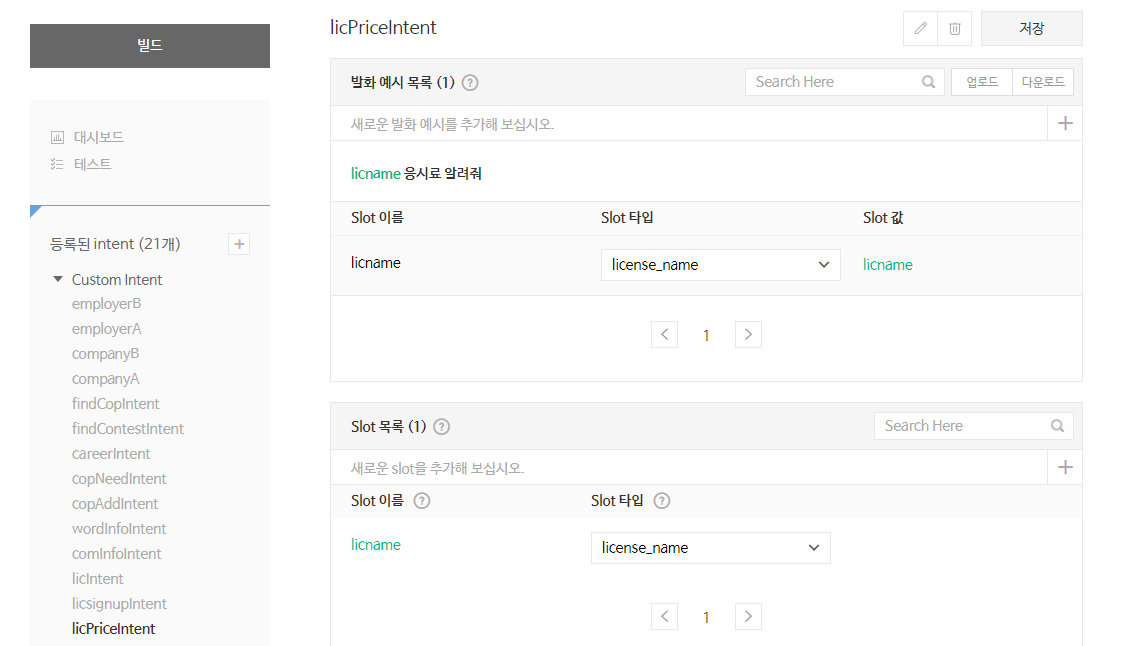 빌드
대시보드
테스트
등록된 intent (21개)
+
Custom Intent
employerB
employerA
companyB
companyA
findCopIntent
findContestIntent
careerIntent
copNeedIntent
copAddIntent
wordInfoIntent
comInfoIntent
licIntent
licsignupIntent
licPriceIntent
licPriceIntent
저장
발화 예시 목록 (1) ?
Search Here
업로드 다운로드
새로운 발화 예시를 추가해 보십시오. +
licname 응시료 알려줘
Slot 이름 Slot 타입 Slot 값
licname license_name licname
< 1 >
Slot 목록 (1) ?
Search Here
새로운 slot을 추가해 보십시오. +
Slot 이름 ? Slot 타입 ?
licname license_name
< 1 >